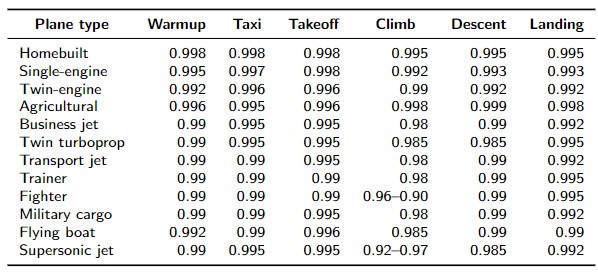 Plane type Warmup Taxi Takeoff Climb Descent Landing
Homebuilt 0.998 0.998 0.998 0.995 0.995 0.995
Single-engine 0.995 0.997 0.998 0.992 0.993 0.993
Twin-engine 0.992 0.996 0.996 0.99 0.992 0.992
Agricultural 0.996 0.995 0.996 0.998 0.999 0.998
Business jet 0.99 0.995 0.995 0.98 0.99 0.992
Twin turboprop 0.99 0.995 0.995 0.985 0.985 0.995
Transport jet 0.99 0.99 0.995 0.98 0.99 0.992
Trainer 0.99 0.99 0.99 0.98 0.99 0.995
Fighter 0.99 0.99 0.99 0.96–0.90 0.99 0.995
Military cargo 0.99 0.99 0.995 0.98 0.99 0.992
Flying boat 0.992 0.99 0.996 0.985 0.99 0.99
Supersonic jet 0.99 0.995 0.995 0.92–0.97 0.985 0.992